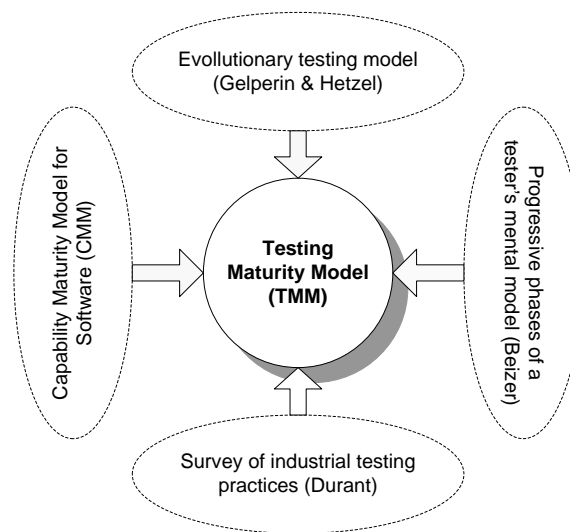 Evollutionary testing model
(Gelperin & Hetzel)
Capability Maturity Model for
Software (CMM)
Testing
Maturity Model
(TMM)
Progressive phases of a
tester's mental model (Beizer)
Survey of industrial testing
practices (Durant)